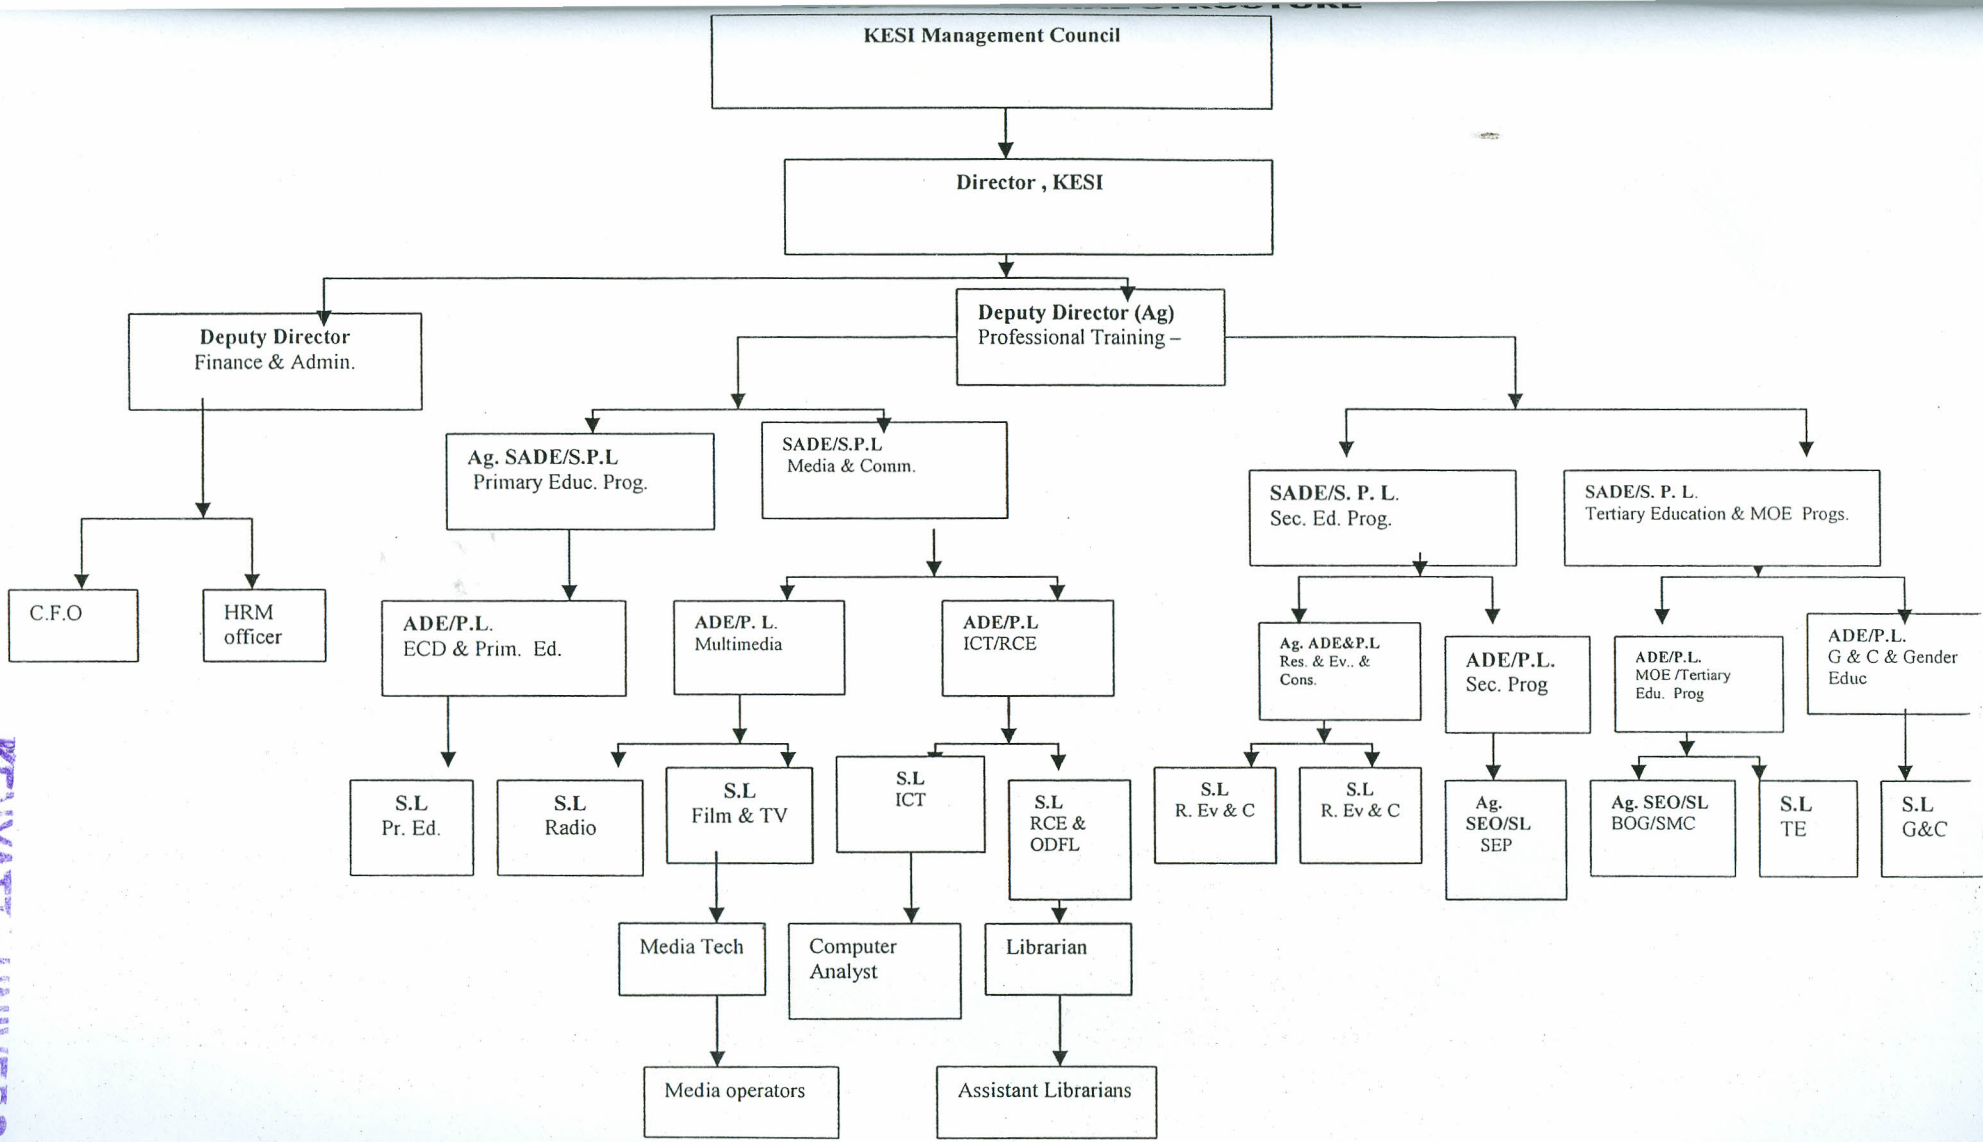 KESI Management Council
Director , KESI
Deputy Director
Finance & Admin.
Deputy Director (Ag)
Professional Training –
Ag. SADE/S.P.L
Primary Educ. Prog.
SADE/S.P.L
Media & Comm.
SADE/S. P. L.
Sec. Ed. Prog.
SADE/S. P. L.
Tertiary Education & MOE Progs.
C.F.O
HRM
officer
ADE/P.L.
ECD & Prim. Ed.
ADE/P. L.
Multimedia
ADE/P.L
ICT/RCE
Ag. ADE&P.L
Res. & Ev.. &
Cons.
ADE/P.L.
Sec. Prog
ADE/P.L.
MOE /Tertiary
Edu. Prog
ADE/P.L.
G & C & Gender
Educ
S.L
Pr. Ed.
S.L
Radio
S.L
Film & TV
S.L
ICT
S.L
RCE &
ODFL
S.L
R. Ev & C
S.L
R. Ev & C
Ag.
SEO/SL
SEP
Ag. SEO/SL
BOG/SMC
S.L
TE
S.L
G&C
Media Tech
Computer
Analyst
Librarian
Media operators
Assistant Librarians